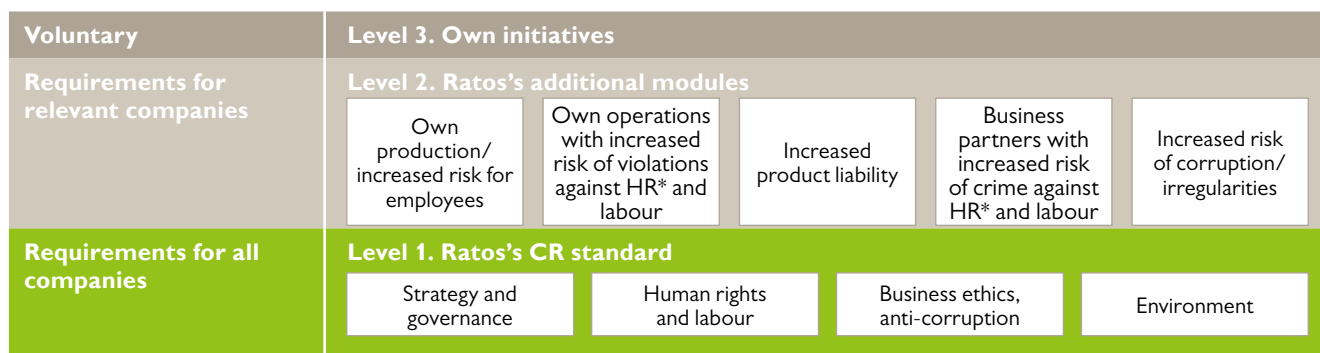 Voluntary
Level 3. Own initiatives
Requirements for
relevant companies
Level 2. Ratos's additional modules
Own
production/
increased risk for
employees
Own operations
with increased
risk of violations
against HR* and
labour
Increased
product liability
Business
partners with
increased risk
of crime against
HR* and labour
Increased risk
of corruption/
irregularities
Requirements for all
companies
Level 1. Ratos's CR standard
Strategy and
governance
Human rights
and labour
Business ethics,
anti-corruption
Environment